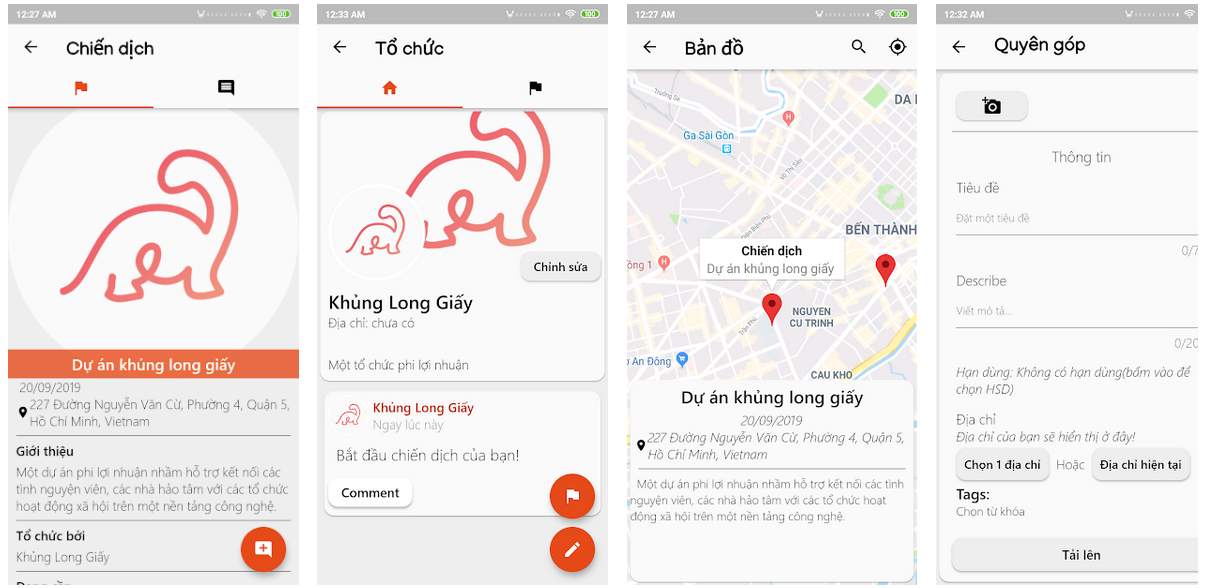 12:27 AM
100
Chiến dịch
Dự án khủng long giấy
20/09/2019
227 Đường Nguyễn Văn Cừ, Phường 4, Quận 5,
Hồ Chí Minh, Vietnam
Giới thiệu
Một dự án phi lợi nhuận nhằm hỗ trợ kết nối các
tình nguyện viên, các nhà hảo tâm với các tổ chức
hoạt động xã hội trên một nền tảng công nghệ.
Tổ chức bởi
Khủng Long Giấy
12:33 AM
100
Tổ chức
Chỉnh sửa
Khủng Long Giấy
Địa chỉ: chưa có
Một tổ chức phi lợi nhuận
Khủng Long Giấy
Ngay lúc này
Bắt đầu chiến dịch của bạn!
Comment
12:27 AM
100
Bản đồ
Trường Sa
DA
H
Ga Sài Gòn
Võ Thị Sáu
Điện Biên Phủ
BẾN THÀNH
ồng 1
H
Chiến dịch
Dự án khủng long giấy
Trần Phú
NGUYEN
CU TRINH
An Đông
CAU KHO
Dự án khủng long giấy
20/09/2019
227 Đường Nguyễn Văn Cừ, Phường 4, Quận 5,
Hồ Chí Minh, Vietnam
Một dự án phi lợi nhuận nhằm hỗ trợ kết nối các tình
nguyện viên, các nhà hảo tâm với các tổ chức hoạt
động xã hội trên một nền tảng công nghệ.
12:32 AM
Quyên góp
Thông tin
Tiêu đề
Đặt một tiêu đề
0/7
Describe
Viết mô tả...
0/20
Hạn dùng: Không có hạn dùng(bấm vào để
chọn HSD)
Địa chỉ
Địa chỉ của bạn sẽ hiển thị ở đây!
Chọn 1 địa chỉ Hoặc Địa chỉ hiện tại
Tags:
Chọn từ khóa
Tải lên